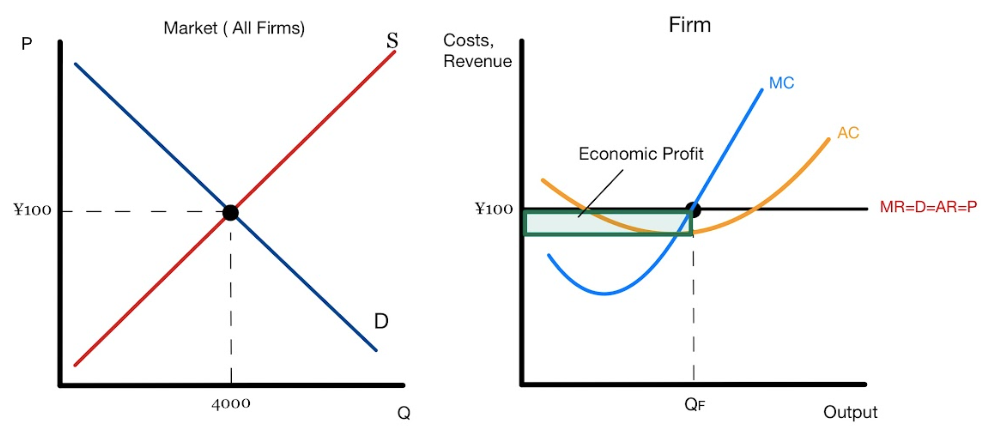 Market ( All Firms)
P
S
¥100
D
4000
Q
Firm
Costs,
Revenue
MC
AC
Economic Profit
¥100
MR=D=AR=P
QF
Output